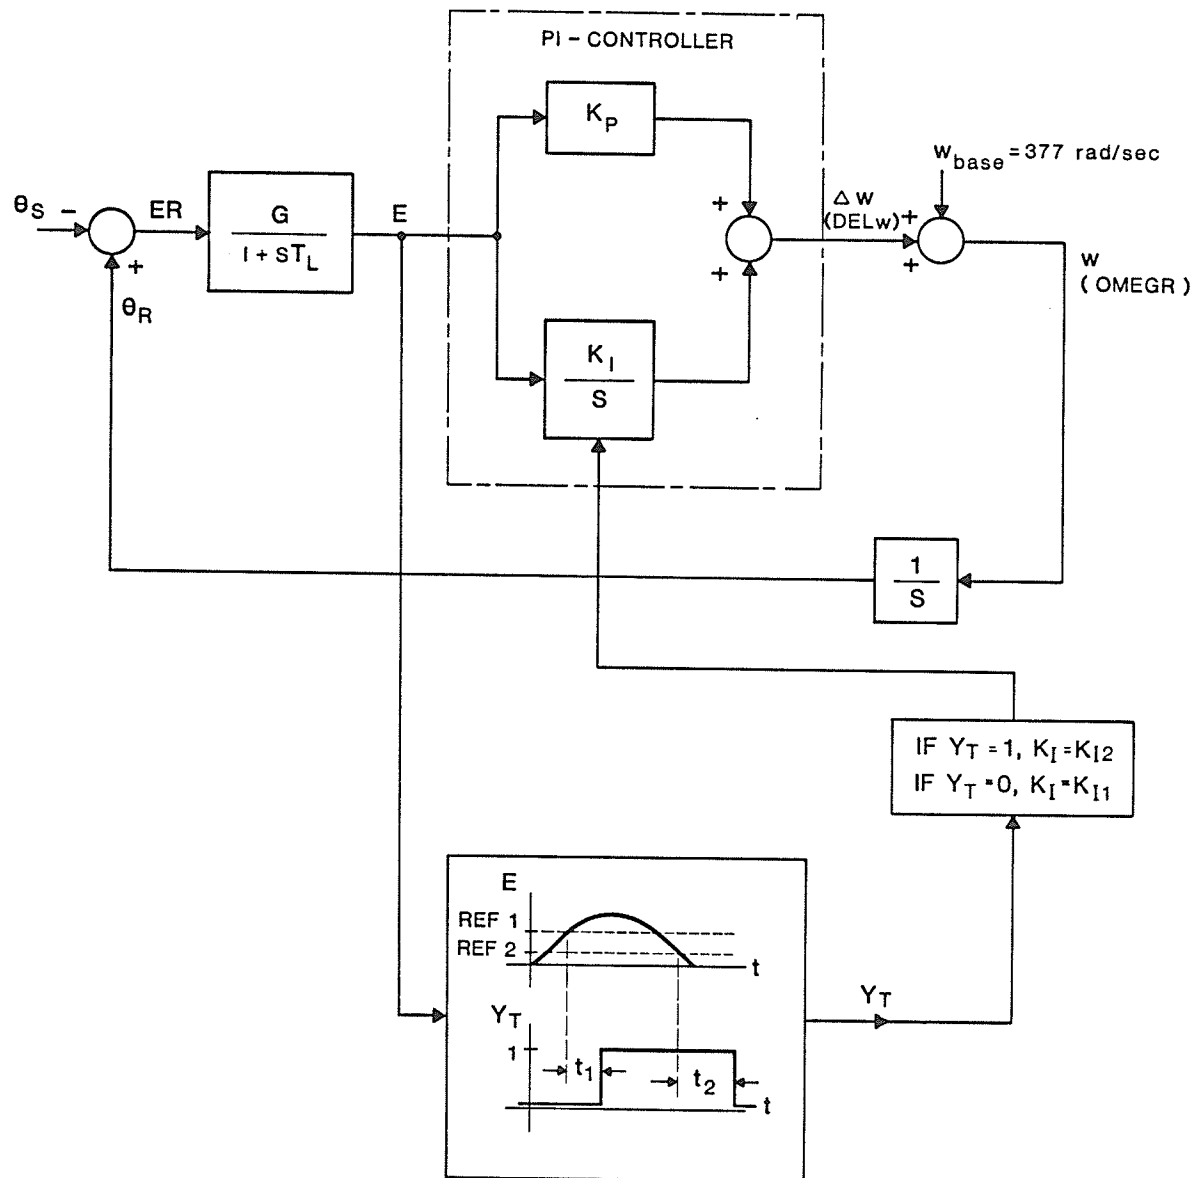 PI - CONTROLLER
K_P
w_base = 377 rad/sec
θ_S
-
ER
G
1 + ST_L
E
+
Δw
(DELw)
+
+
+
w
(OMEGR)
+
θ_R
K_I
S
1
S
IF Y_T = 1, K_I = K_I2
IF Y_T = 0, K_I = K_I1
E
REF 1
REF 2
t
Y_T
1
t_1
t_2
t
Y_T